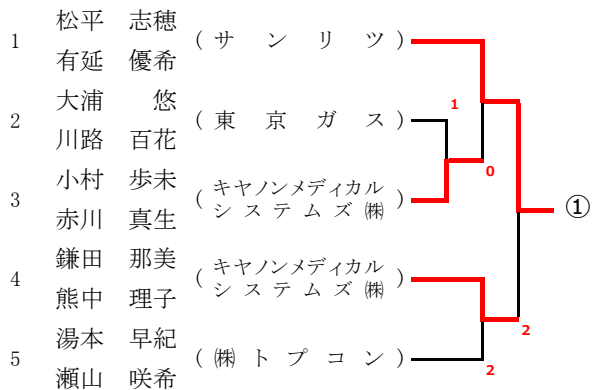 1 松平 志穂 有延 優希 ( サンリツ )
1
2 大浦 悠 川路 百花 ( 東京ガス )
0
3 小村 歩未 赤川 真生 ( キヤノンメディカルシステムズ㈱ )
①
4 鎌田 那美 熊中 理子 ( キヤノンメディカルシステムズ㈱ )
2
5 湯本 早紀 瀬山 咲希 ( ㈱トプコン )
2